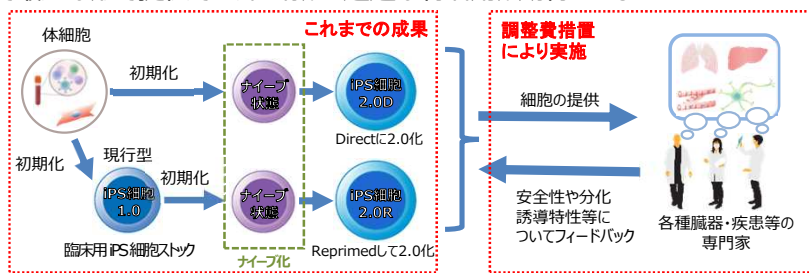 これまでの成果
体細胞
初期化
ナイーブ
状態
iPS細胞
2.0D
Directに2.0化
初期化
現行型
iPS細胞
1.0
初期化
ナイーブ
状態
iPS細胞
2.0R
臨床用iPS細胞ストック
ナイーブ化
Reprimedして2.0化
調整費措置
により実施
細胞の提供
安全性や分化
誘導特性等に
ついてフィードバック
各種臓器・疾患等の
専門家